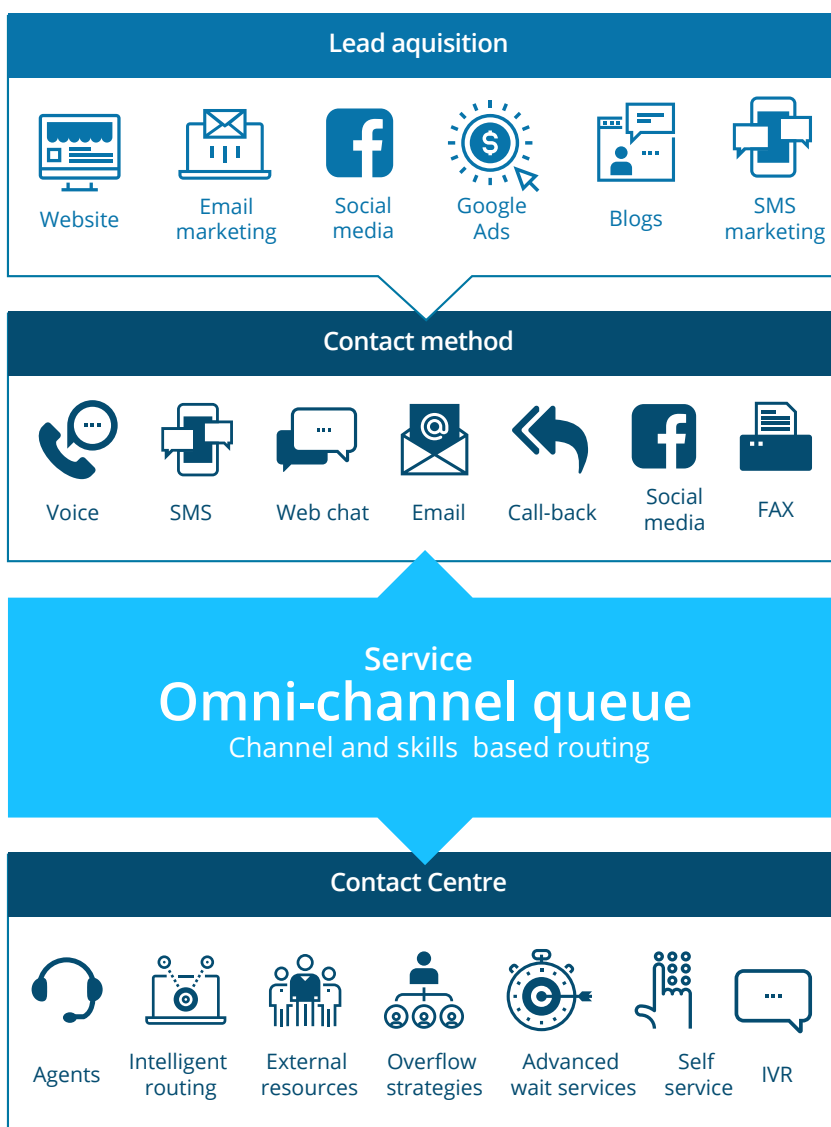 Lead aquisition
Website
Email
marketing
Social
media
Google
Ads
Blogs
SMS
marketing
Contact method
Voice
SMS
Web chat
Email
Call-back
Social
media
FAX
Service
Omni-channel queue
Channel and skills  based routing
Contact Centre
Agents
Intelligent
routing
External
resources
Overflow
strategies
Advanced
wait services
Self
service
IVR